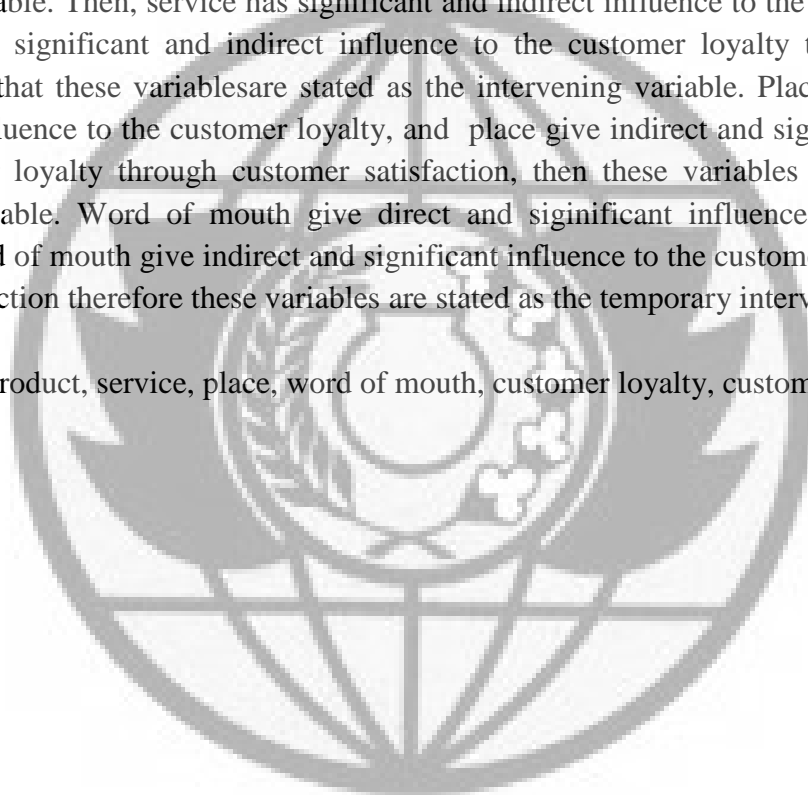 able. Then, service has significant and indirect influence to the
significant and indirect influence to the customer loyalty t
that these variablesare stated as the intervening variable. Plac
luence to the customer loyalty, and place give indirect and sig
loyalty through customer satisfaction, then these variables
able. Word of mouth give direct and siginificant influence
d of mouth give indirect and significant influence to the custome
ction therefore these variables are stated as the temporary interv
roduct, service, place, word of mouth, customer loyalty, custom